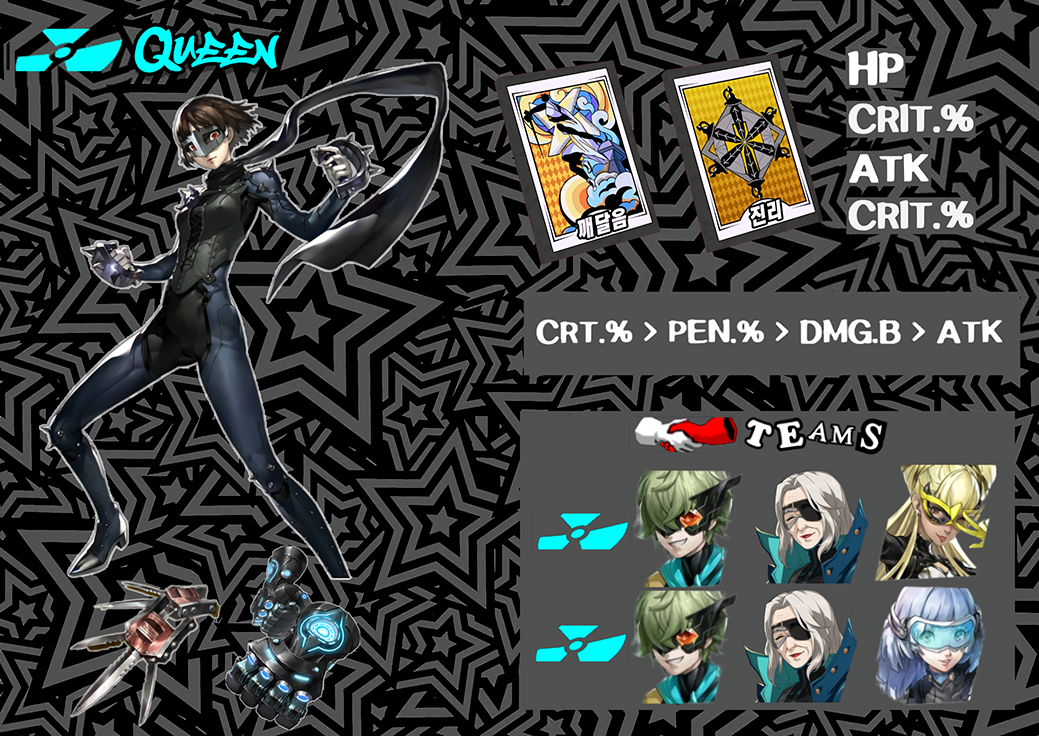 QUEEN
깨달음
진리
HP
CRIT.%
ATK
CRIT.%
CRT.% > PEN.% > DMG.B > ATK
TEAMS